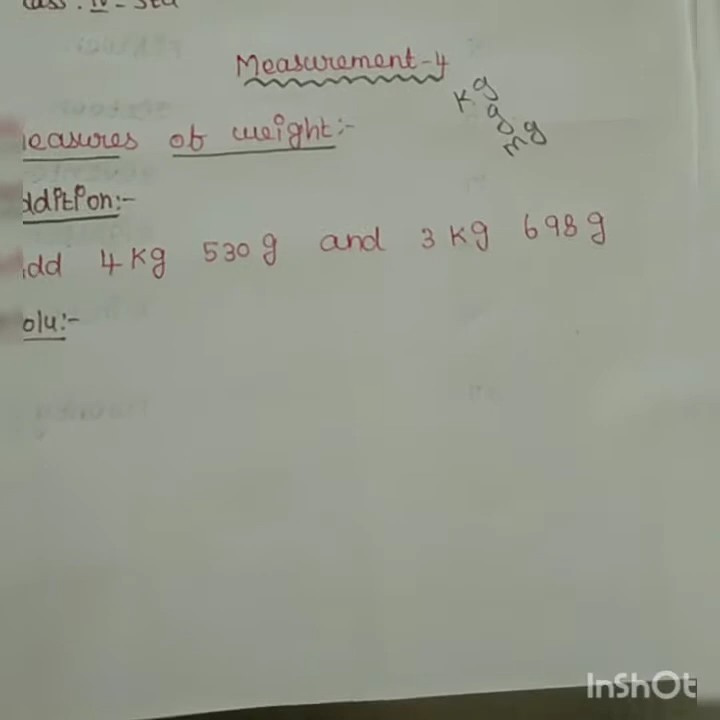 Measurement-4
kg
g
mg
easures of weight:-
ddition:-
dd 4 kg 530 g and 3 kg 698 g
olu:-
InShOt